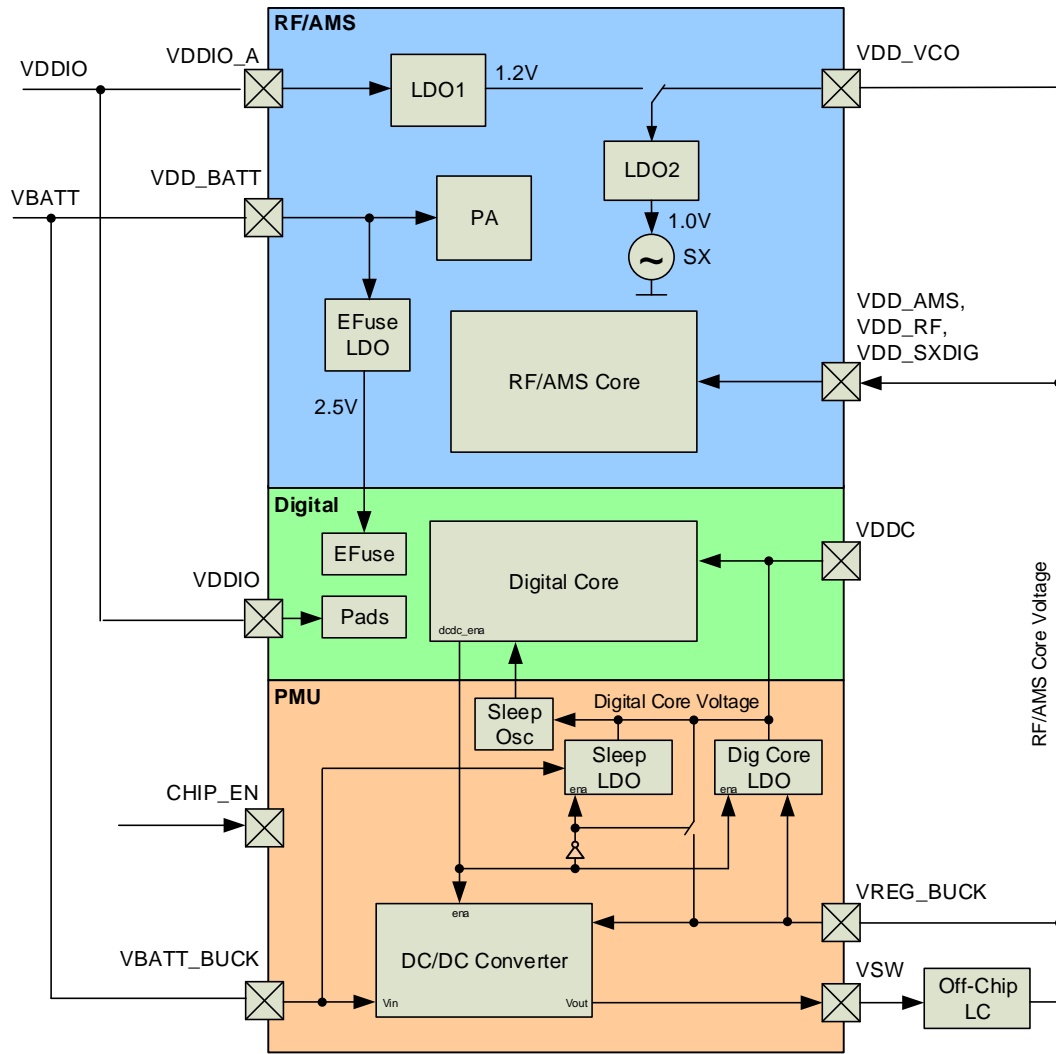 RF/AMS
VDDIO
VDDIO_A
LDO1
1.2V
VDD_VCO
VBATT
VDD_BATT
PA
LDO2
1.0V
~
SX
EFuse
LDO
2.5V
RF/AMS Core
VDD_AMS,
VDD_RF,
VDD_SXDIG
Digital
EFuse
Digital Core
dcdc_ena
VDDC
VDDIO
Pads
RF/AMS Core Voltage
PMU
Sleep
Osc
Digital Core Voltage
Sleep
LDO
ena
Dig Core
LDO
ena
CHIP_EN
ena
DC/DC Converter
Vin
Vout
VREG_BUCK
VBATT_BUCK
VSW
Off-Chip
LC